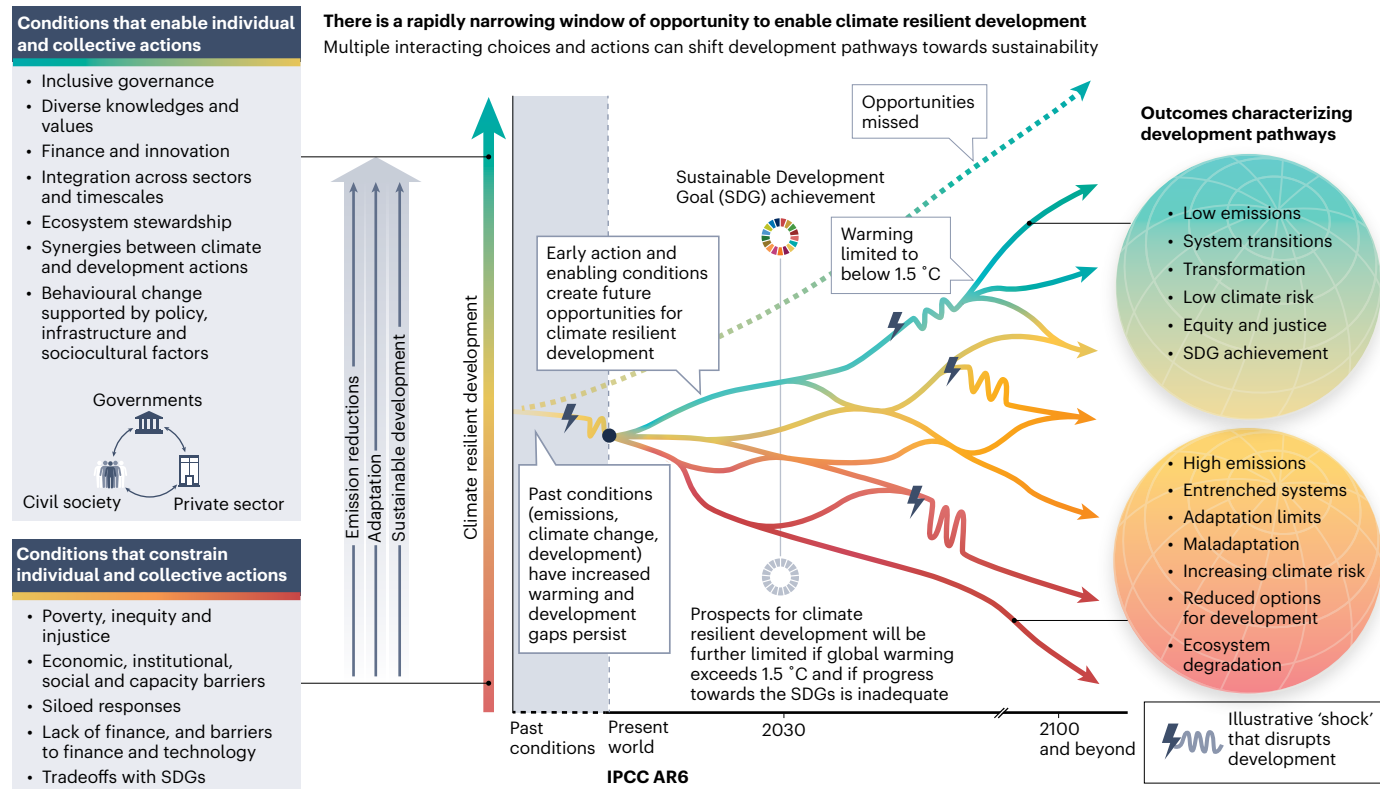 Conditions that enable individual
and collective actions
• Inclusive governance
• Diverse knowledges and
values
• Finance and innovation
• Integration across sectors
and timescales
• Ecosystem stewardship
• Synergies between climate
and development actions
• Behavioural change
supported by policy,
infrastructure and
sociocultural factors
Governments
Civil society
Private sector
Conditions that constrain
individual and collective actions
• Poverty, inequity and
injustice
• Economic, institutional,
social and capacity barriers
• Siloed responses
• Lack of finance, and barriers
to finance and technology
• Tradeoffs with SDGs
There is a rapidly narrowing window of opportunity to enable climate resilient development
Multiple interacting choices and actions can shift development pathways towards sustainability
Emission reductions
Adaptation
Sustainable development
Climate resilient development
Early action and
enabling conditions
create future
opportunities for
climate resilient
development
Past conditions
(emissions,
climate change,
development)
have increased
warming and
development
gaps persist
Sustainable Development
Goal (SDG) achievement
Opportunities
missed
Warming
limited to
below 1.5 ˚C
Prospects for climate
resilient development will be
further limited if global warming
exceeds 1.5 ˚C and if progress
towards the SDGs is inadequate
Past
conditions
Present
world
2030
2100
and beyond
IPCC AR6
Outcomes characterizing
development pathways
• Low emissions
• System transitions
• Transformation
• Low climate risk
• Equity and justice
• SDG achievement
• High emissions
• Entrenched systems
• Adaptation limits
• Maladaptation
• Increasing climate risk
• Reduced options
for development
• Ecosystem
degradation
Illustrative ‘shock’
that disrupts
development